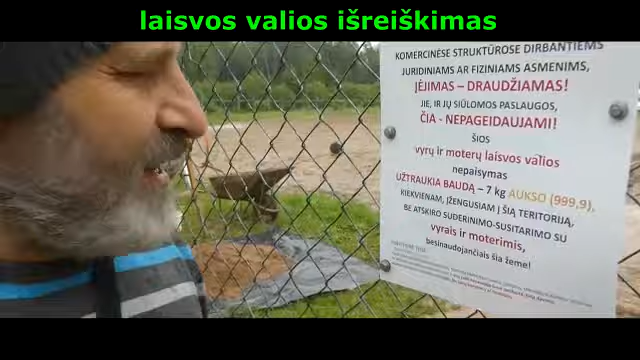 laisvos valios išreiškimas
KOMERCINĖSE STRUKTŪROSE DIRBANTIEMS
JURIDINIAMS AR FIZINIAMS ASMENIMS,
ĮĖJIMAS – DRAUDŽIAMAS!
JIE, IR JŲ SIŪLOMOS PASLAUGOS,
ČIA - NEPAGEIDAUJAMI!
ŠIOS
vyrų ir moterų laisvos valios
nepaisymas
UŽTRAUKIA BAUDĄ – 7 kg AUKSO (999,9),
KIEKVIENAM, ĮŽENGUSIAM Į ŠIĄ TERITORIJĄ,
BE ATSKIRO SUDERINIMO-SUSITARIMO SU
vyrais ir moterimis,
besinaudojančiais šia žeme!